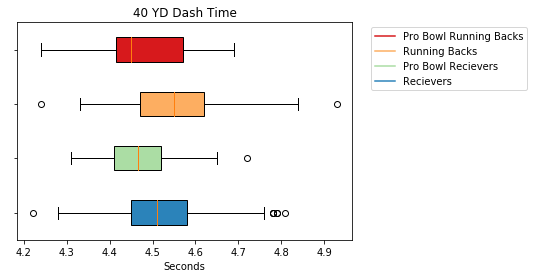 40 YD Dash Time
Pro Bowl Running Backs
Running Backs
Pro Bowl Recievers
Recievers
4.2 4.3 4.4 4.5 4.6 4.7 4.8 4.9
Seconds